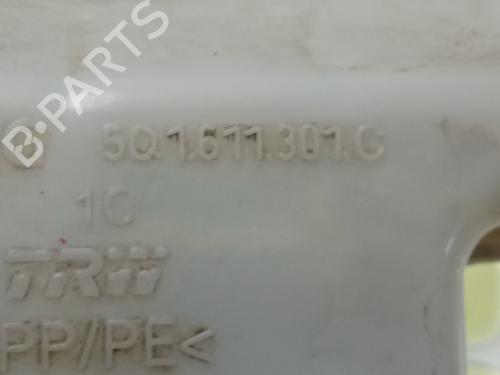 B-PARTS
5Q1.611.301.C
1C
TRW
PP/PE<